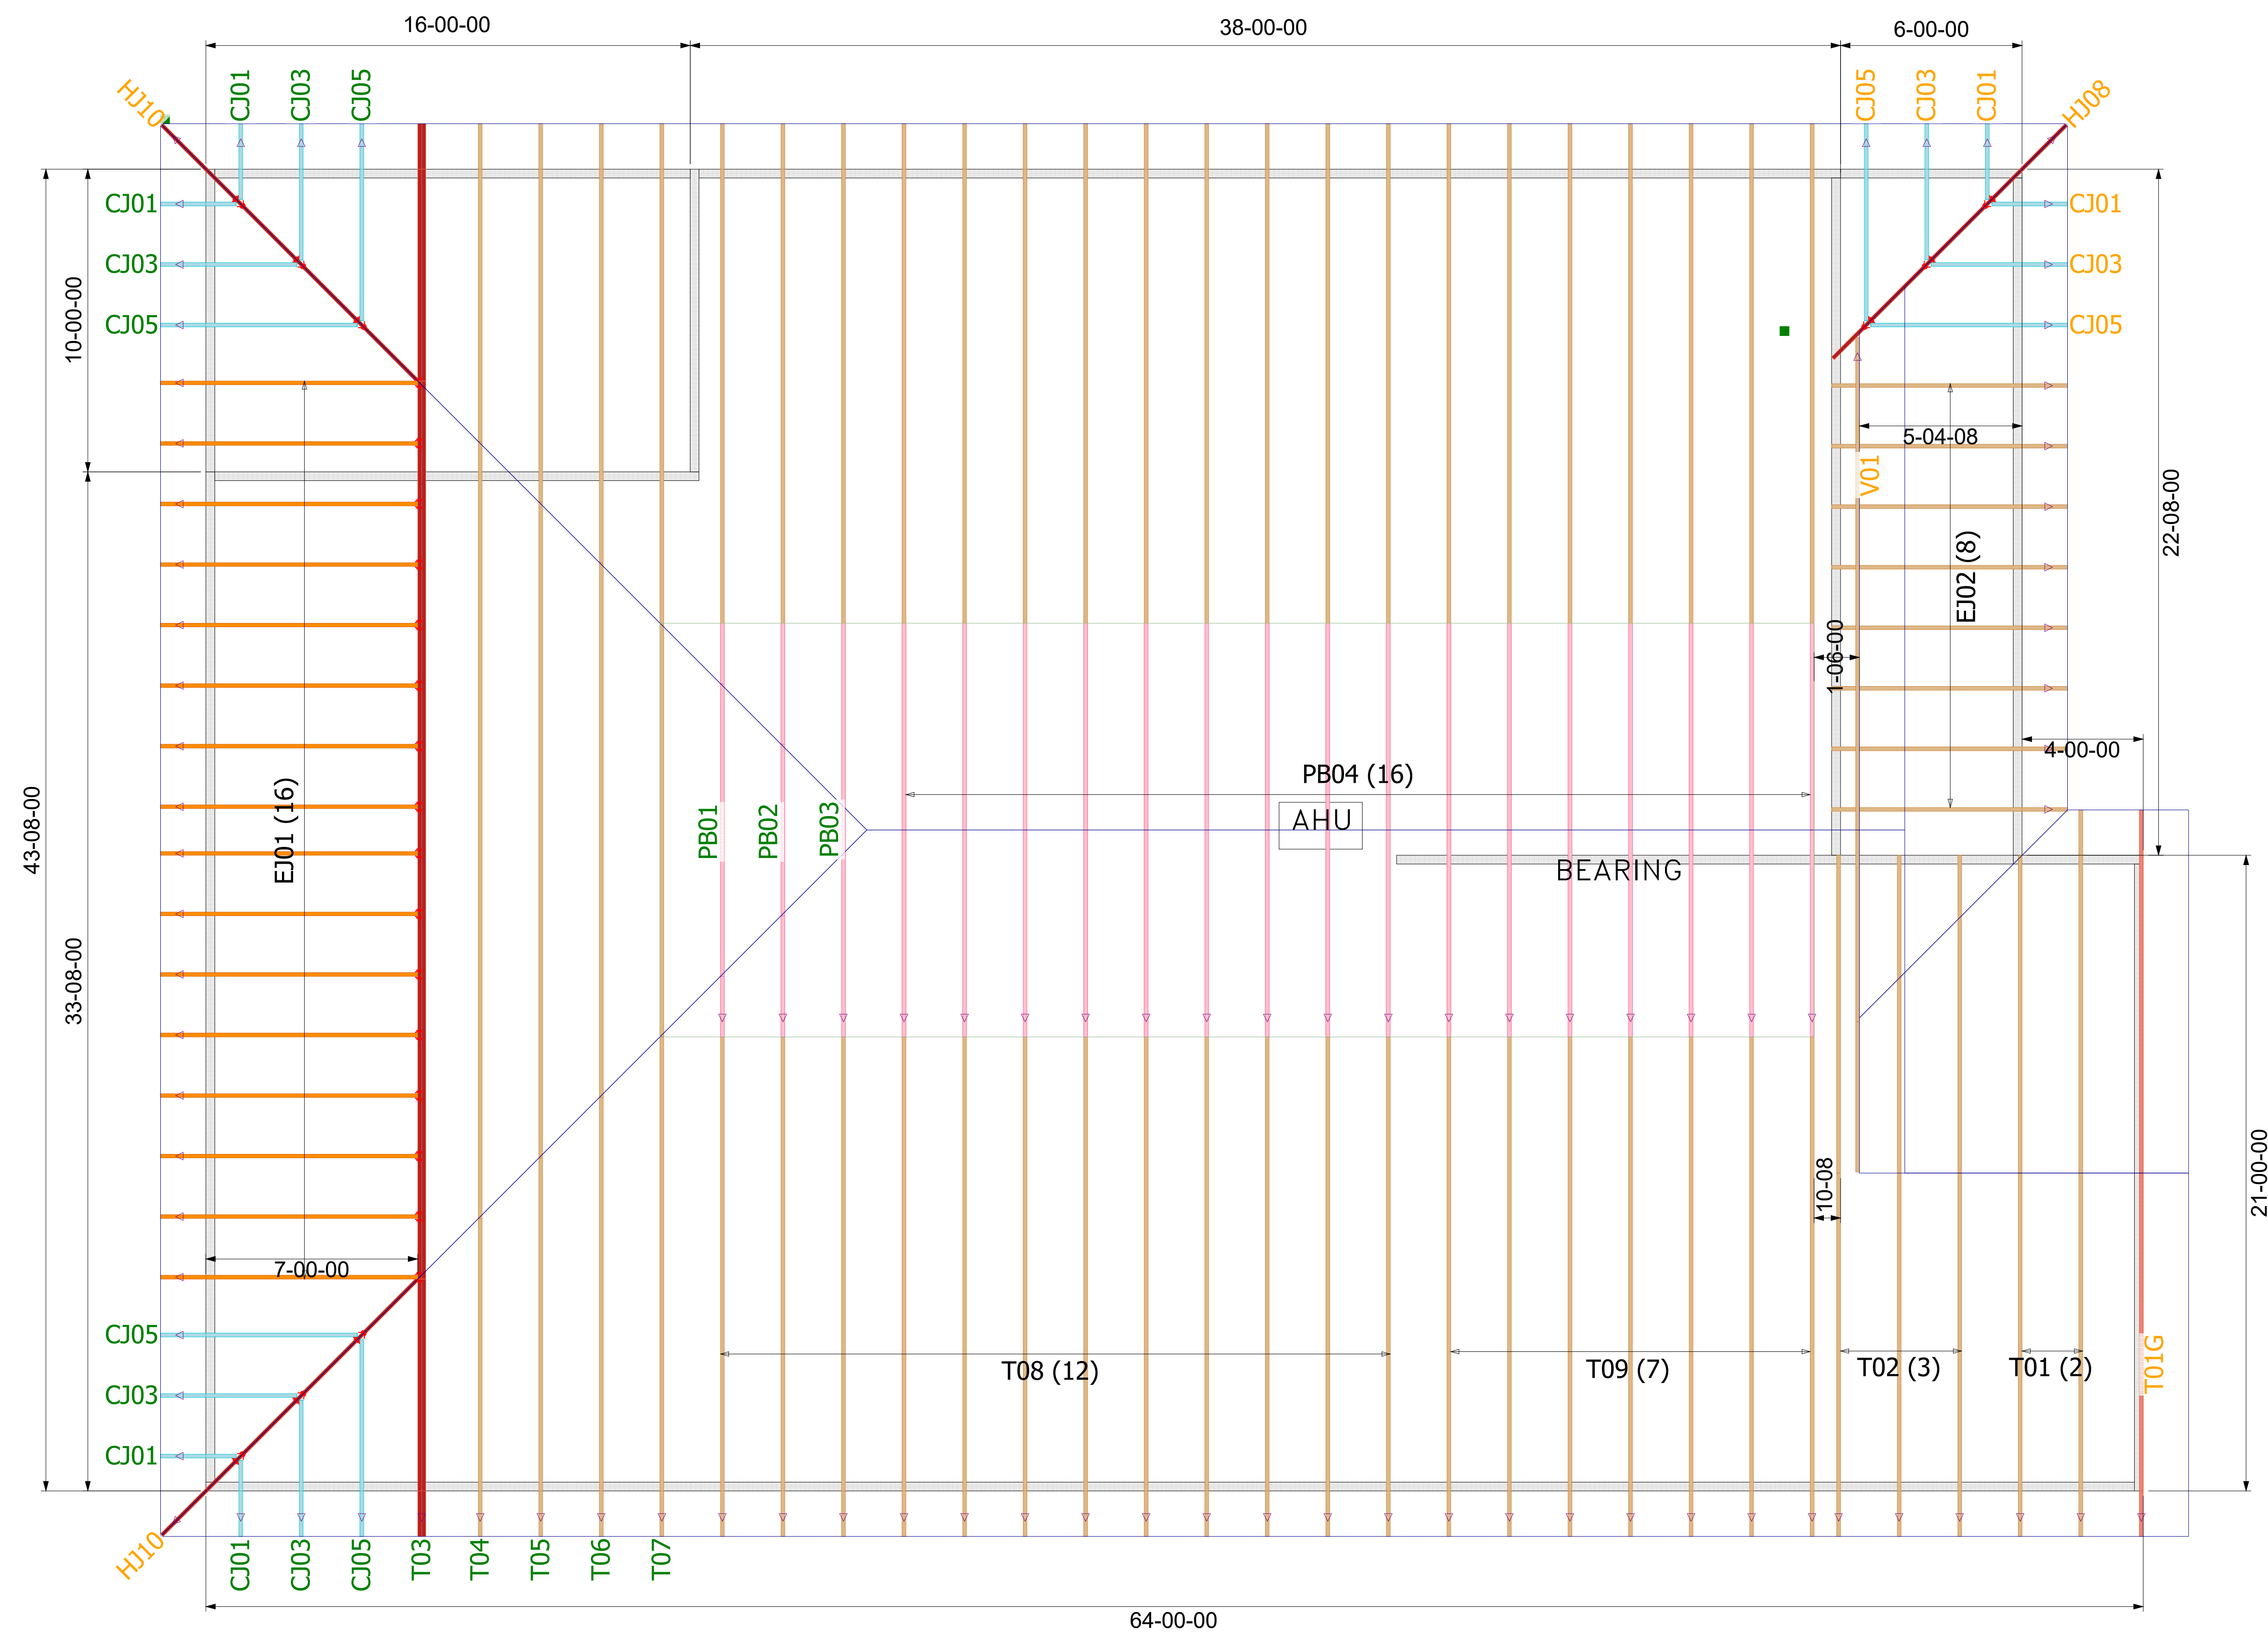 16-00-00
38-00-00
6-00-00
HJ10
CJ01
CJ03
CJ05
CJ05
CJ03
CJ01
HJ08
CJ01
CJ03
CJ05
CJ01
CJ03
CJ05
10-00-00
43-08-00
33-08-00
5-04-08
V01
22-08-00
EJ02 (8)
1-06-00
4-00-00
EJ01 (16)
PB01
PB02
PB03
PB04 (16)
AHU
BEARING
10-08
21-00-00
7-00-00
T08 (12)
T09 (7)
T02 (3)
T01 (2)
T01G
CJ05
CJ03
CJ01
HJ10
CJ01
CJ03
CJ05
T03
T04
T05
T06
T07
64-00-00